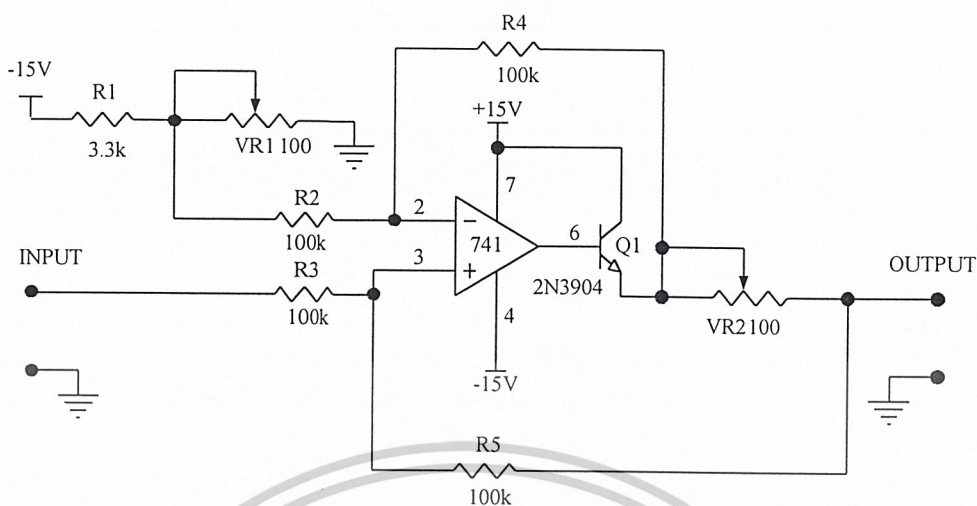 R4
100k
-15V
R1
3.3k
VR1 100
+15V
7
R2
100k
2
741
6
Q1
3
INPUT
R3
100k
2N3904
OUTPUT
4
VR2100
-15V
R5
100k